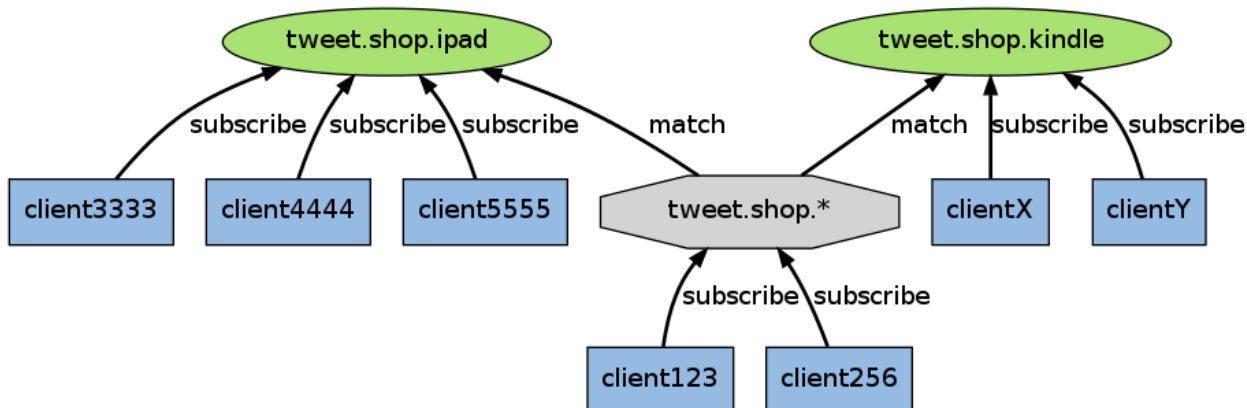 tweet.shop.ipad
tweet.shop.kindle
subscribe
subscribe
subscribe
match
match
subscribe
subscribe
client3333
client4444
client5555
tweet.shop.*
clientX
clientY
subscribe
subscribe
client123
client256